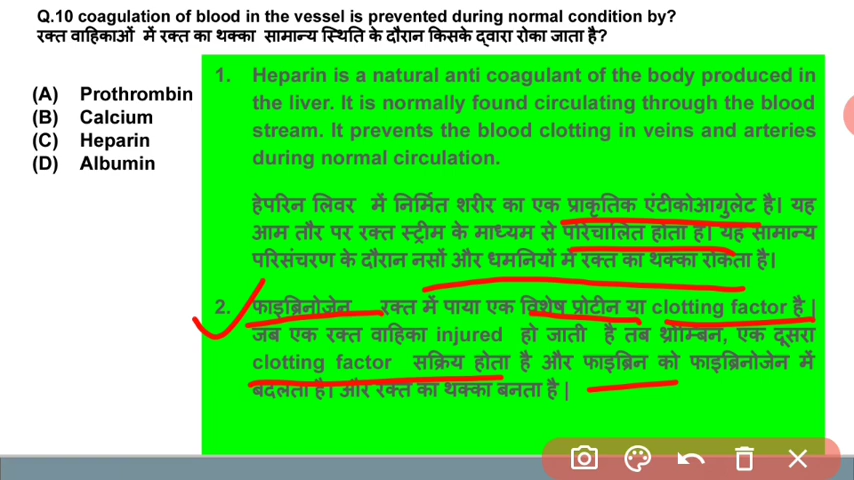 Q.10 coagulation of blood in the vessel is prevented during normal condition by?
रक्त वाहिकाओं में रक्त का थक्का सामान्य स्थिति के दौरान किसके द्वारा रोका जाता है?
(A) Prothrombin
(B) Calcium
(C) Heparin
(D) Albumin
1. Heparin is a natural anti coagulant of the body produced in
the liver. It is normally found circulating through the blood
stream. It prevents the blood clotting in veins and arteries
during normal circulation.
हेपरिन लिवर में निर्मित शरीर का एक प्राकृतिक एंटीकोआगुलेट है। यह
आम तौर पर रक्त स्ट्रीम के माध्यम से परिचालित होता है। यह सामान्य
परिसंचरण के दौरान नसों और धमनियों में रक्त का थक्का रोकता है।
2. फाइब्रिनोजेन रक्त में पाया एक विशेष प्रोटीन या clotting factor है |
जब एक रक्त वाहिका injured हो जाती है तब थ्रोम्बिन, एक दूसरा
clotting factor सक्रिय होता है और फाइब्रिन को फाइब्रिनोजेन में
बदलता है। और रक्त का थक्का बनता है |